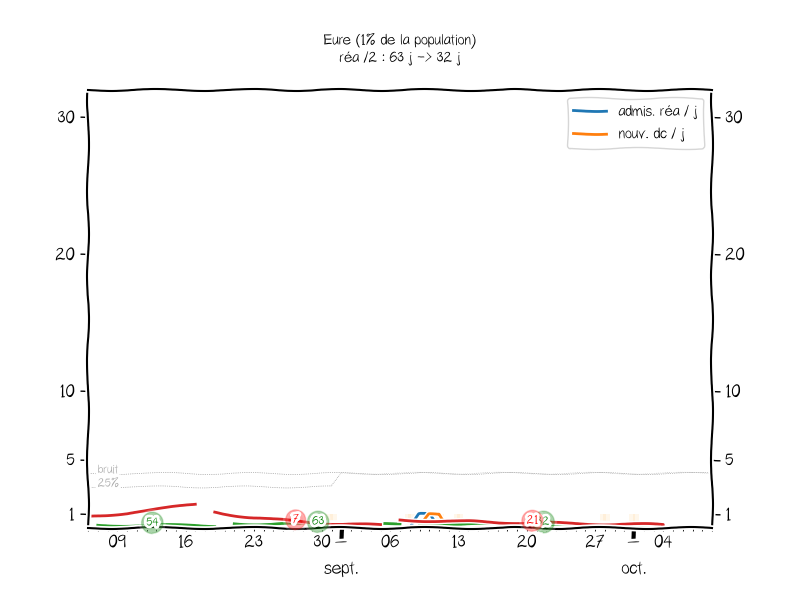 Eure (1% de la population)
réa /2 : 63 j -> 32 j
admis. réa / j
nouv. dc / j
30 30
20 20
10 10
5 5
1 1
bruit
25%
54 7 63 21 2
09 16 23 30 06 13 20 27 04
sept. oct.